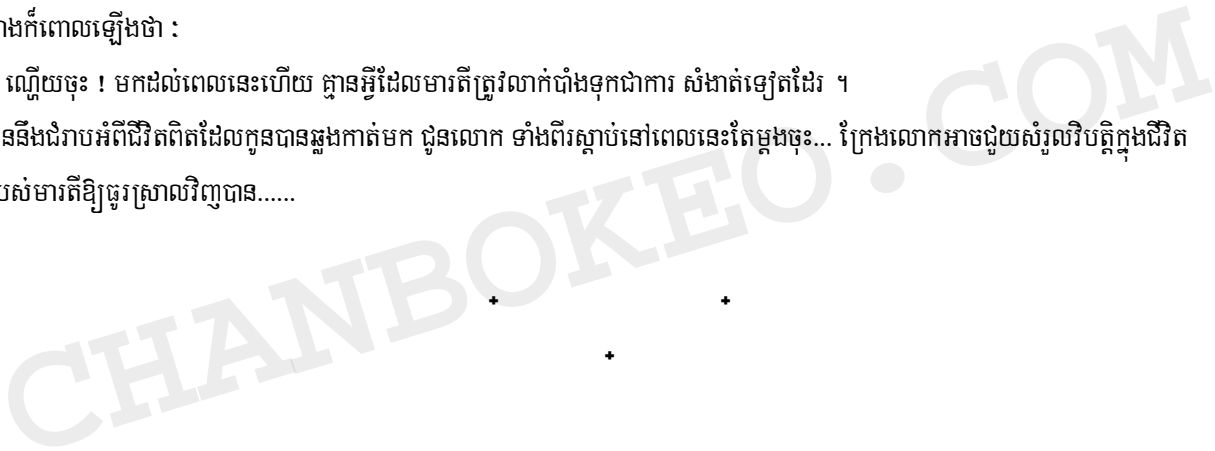 ងក៏ពោលឡើងថា ៖
ណ្ហើយចុះ ! មកដល់ពេលនេះហើយ គ្មានអ្វីដែលមារតីត្រូវលាក់បាំងទុកជាការ សំងាត់ទៀតដែរ ។
ននឹងជំរាបអំពីជីវិតពិតដែលកូនបានឆ្លងកាត់មក ជូនលោក ទាំងពីរស្តាប់នៅពេលនេះតែម្តងចុះ... ក្រែងលោកអាចជួយសំរួលវិបត្តិក្នុងជីវិត
បស់មារតីឱ្យធូរស្រាលវិញបាន......
+ +
+
CHANBOKEO.COM